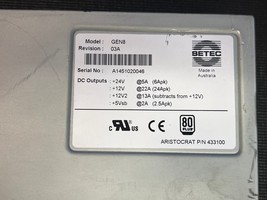 Model : GEN8
Revision : 03A
BETEC
Made in
Australia
Serial No : A1451020046
DC Outputs : +24V @5A (6Apk)
+12V @22A (24Apk)
+12V2 @13A (subtracts from +12V)
+5Vsb @2A (2.5Apk)
80
PLUS
ARISTOCRAT P/N 433100